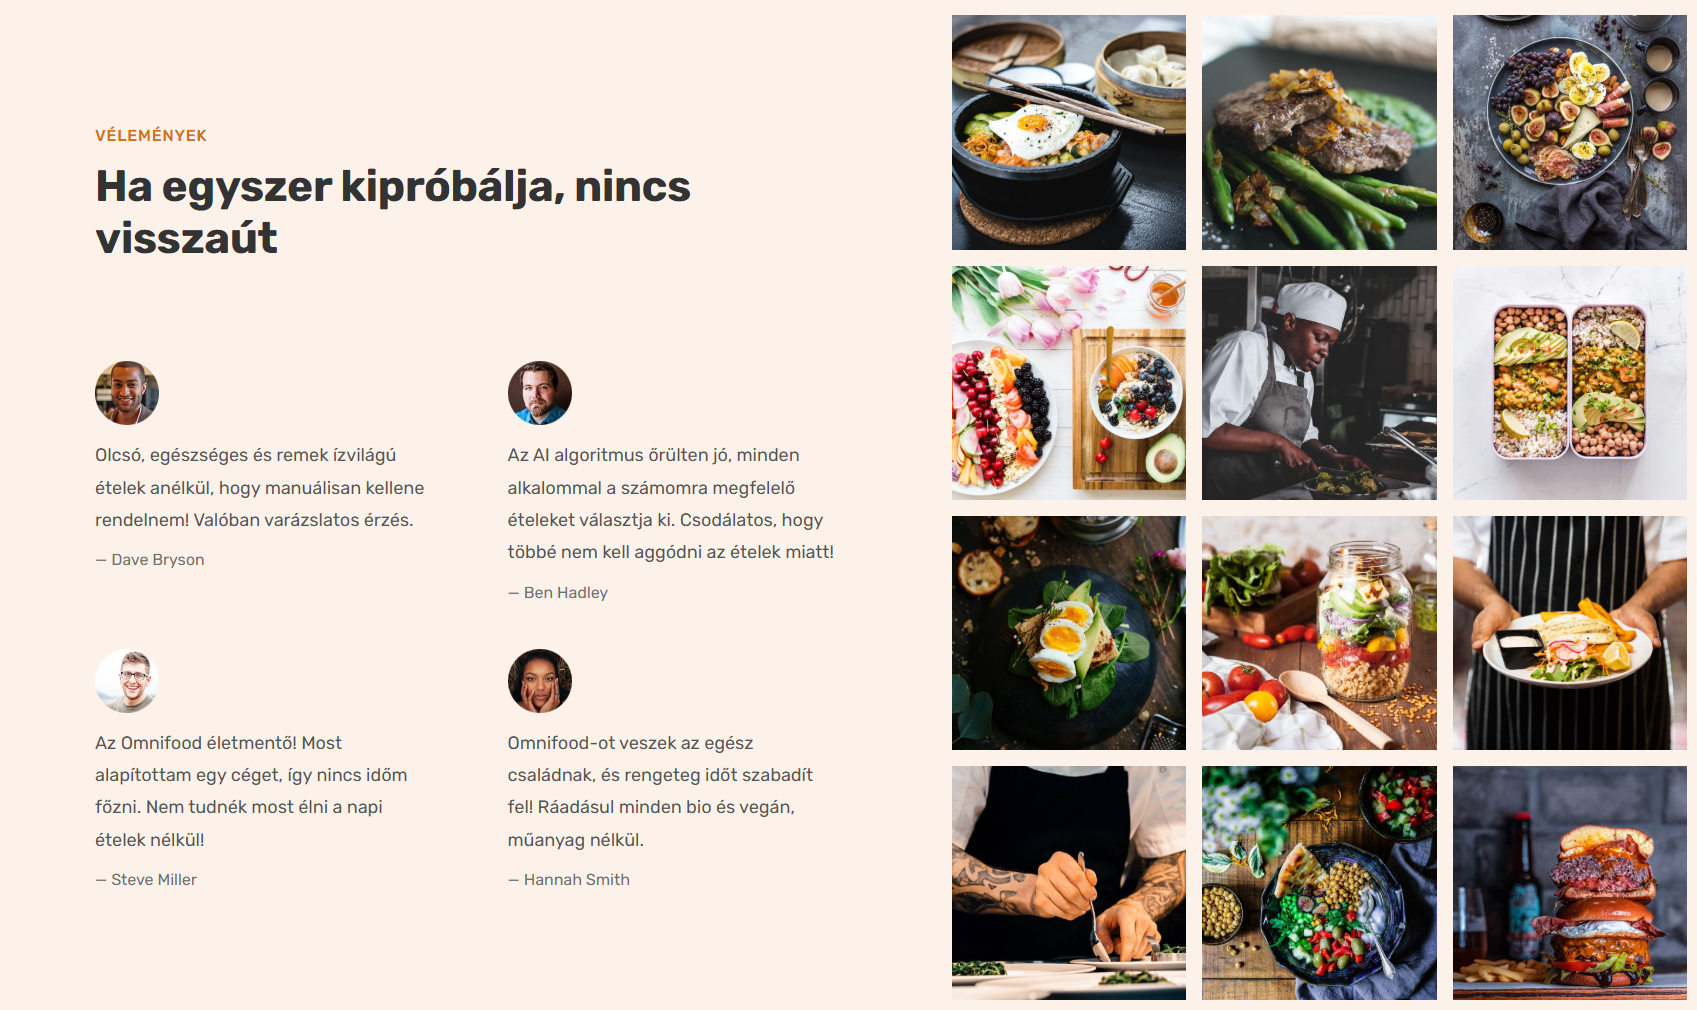 VÉLEMÉNYEK
Ha egyszer kipróbálja, nincs
visszaút
Olcsó, egészséges és remek ízvilágú
ételek anélkül, hogy manuálisan kellene
rendelnem! Valóban varázslatos érzés.
— Dave Bryson
Az AI algoritmus őrülten jó, minden
alkalommal a számomra megfelelő
ételeket választja ki. Csodálatos, hogy
többé nem kell aggódni az ételek miatt!
— Ben Hadley
Az Omnifood életmentő! Most
alapítottam egy céget, így nincs időm
főzni. Nem tudnék most élni a napi
ételek nélkül!
— Steve Miller
Omnifood-ot veszek az egész
családnak, és rengeteg időt szabadít
fel! Ráadásul minden bio és vegán,
műanyag nélkül.
— Hannah Smith